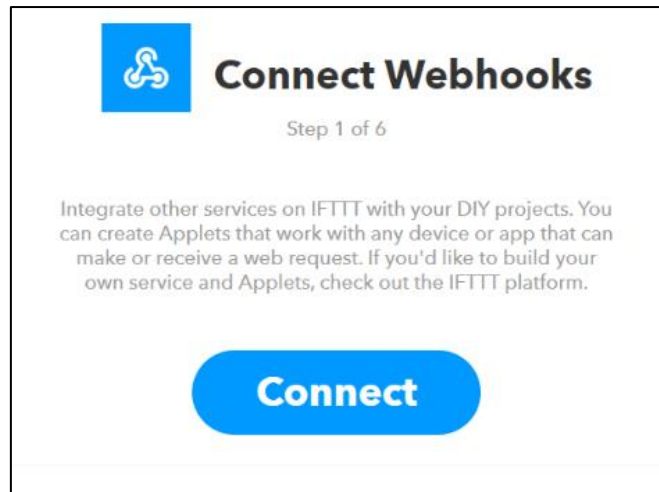 Connect Webhooks
Step 1 of 6
Integrate other services on IFTTT with your DIY projects. You
can create Applets that work with any device or app that can
make or receive a web request. If you'd like to build your
own service and Applets, check out the IFTTT platform.
Connect